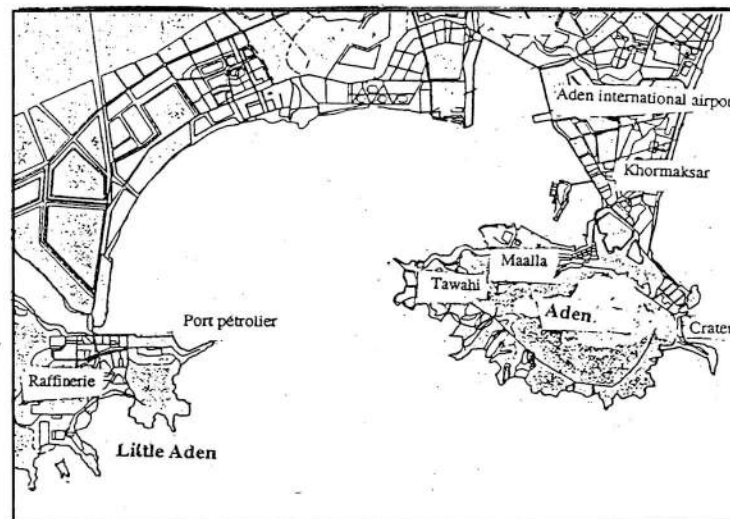 Aden international airport
Khormaksar
Maalla
Tawahi
Aden.
Crater
Port pétrolier
Raffinerie
Little Aden